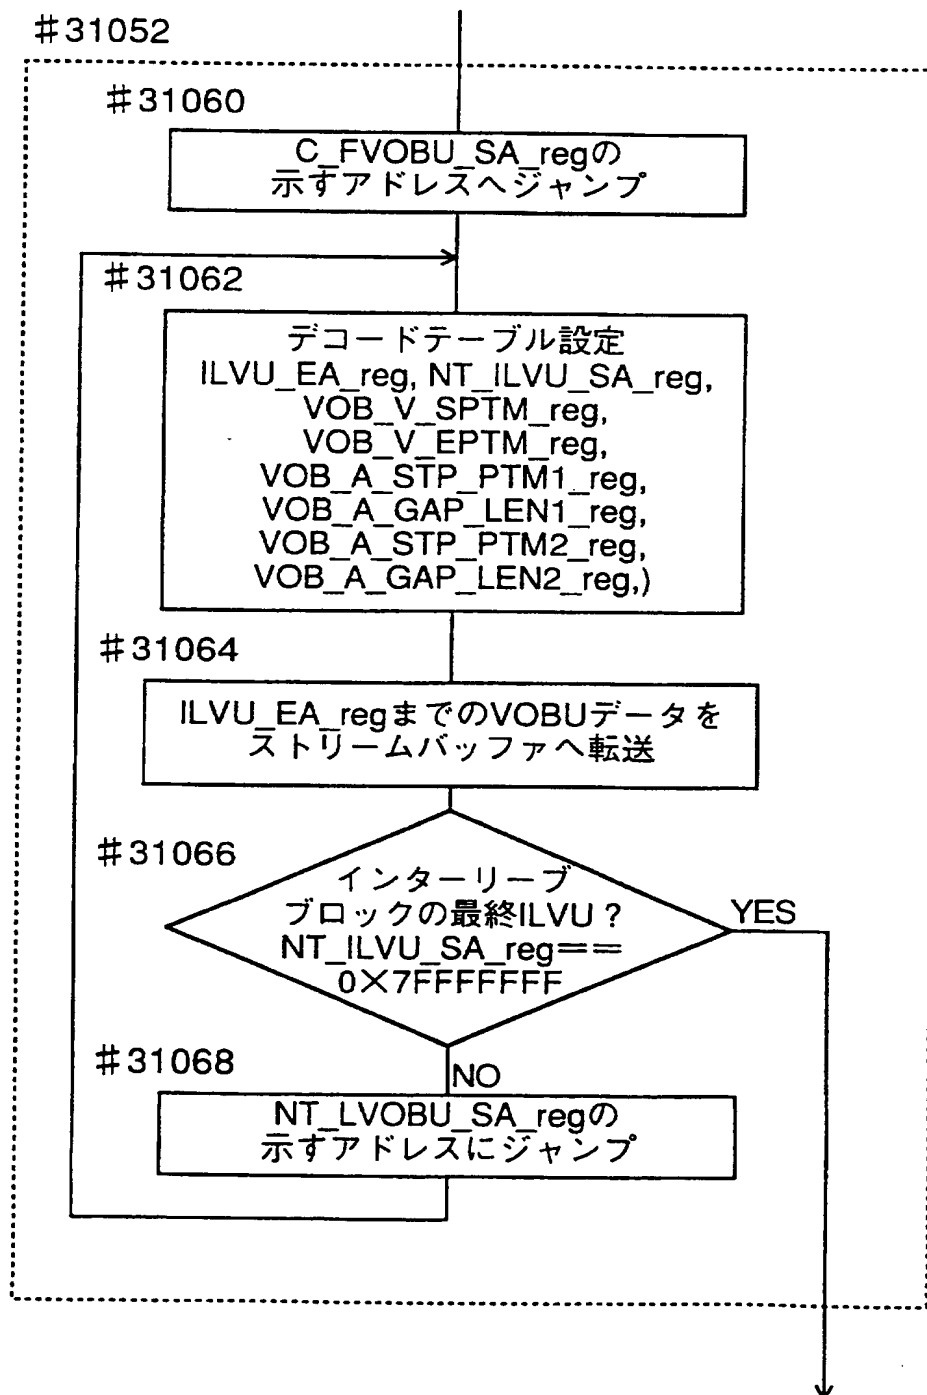 #31052
#31060
C_FVOBU_SA_regの
示すアドレスへジャンプ
#31062
デコードテーブル設定
ILVU_EA_reg, NT_ILVU_SA_reg,
VOB_V_SPTM_reg,
VOB_V_EPTM_reg,
VOB_A_STP_PTM1_reg,
VOB_A_GAP_LEN1_reg,
VOB_A_STP_PTM2_reg,
VOB_A_GAP_LEN2_reg,)
#31064
ILVU_EA_regまでのVOBUデータを
ストリームバッファへ転送
#31066
インターリーブ
ブロックの最終ILVU?
NT_ILVU_SA_reg==
0×7FFFFFFF
YES
#31068
NO
NT_LVOBU_SA_regの
示すアドレスにジャンプ